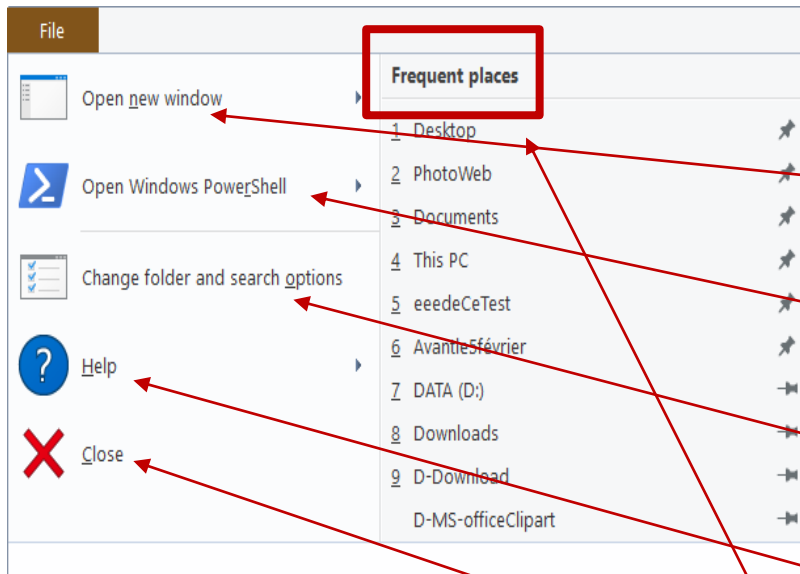 File
Open new window
Open Windows PowerShell
Change folder and search options
Help
Close
Frequent places
1 Desktop
2 PhotoWeb
3 Documents
4 This PC
5 eeedeCeTest
6 Avantle5février
7 DATA (D:)
8 Downloads
9 D-Download
D-MS-officeClipart